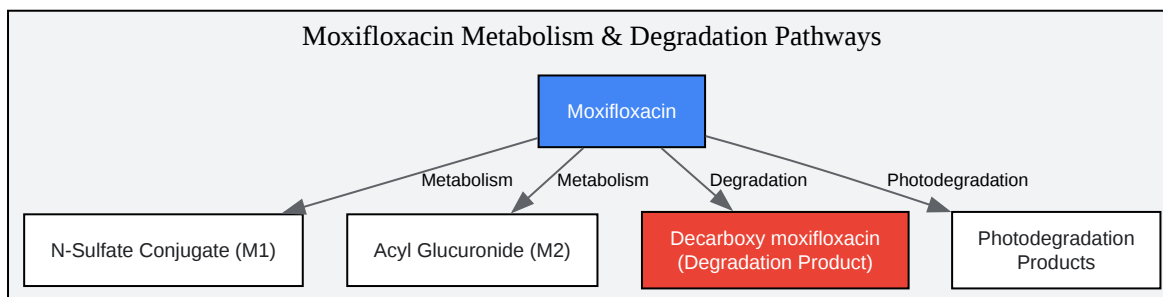 Moxifloxacin Metabolism & Degradation Pathways
Moxifloxacin
Metabolism
Metabolism
Degradation
Photodegradation
N-Sulfate Conjugate (M1)
Acyl Glucuronide (M2)
Decarboxy moxifloxacin
(Degradation Product)
Photodegradation
Products